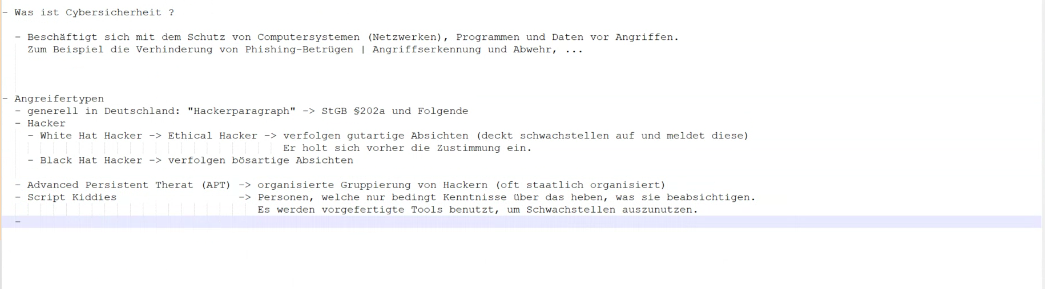 - Was ist Cybersicherheit ?
- Beschäftigt sich mit dem Schutz von Computersystemen (Netzwerken), Programmen und Daten vor Angriffen.
Zum Beispiel die Verhinderung von Phishing-Betrügen | Angriffserkennung und Abwehr, ...
- Angreifertypen
- generell in Deutschland: "Hackerparagraph" -> StGB §202a und Folgende
- Hacker
- White Hat Hacker -> Ethical Hacker -> verfolgen gutartige Absichten (deckt schwachstellen auf und meldet diese)
Er holt sich vorher die Zustimmung ein.
- Black Hat Hacker -> verfolgen bösartige Absichten
- Advanced Persistent Therat (APT) -> organisierte Gruppierung von Hackern (oft staatlich organisiert)
- Script Kiddies -> Personen, welche nur bedingt Kenntnisse über das heben, was sie beabsichtigen.
Es werden vorgefertigte Tools benutzt, um Schwachstellen auszunutzen.
-